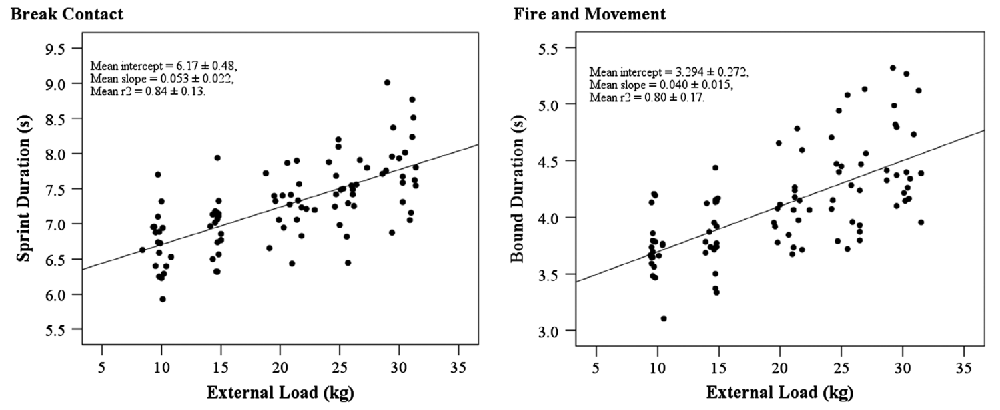 Break Contact
Mean intercept = 6.17 ± 0.48,
Mean slope = 0.053 ± 0.022,
Mean r2 = 0.84 ± 0.13.
Sprint Duration (s)
9.5
9.0
8.5
8.0
7.5
7.0
6.5
6.0
5.5
5 10 15 20 25 30 35
External Load (kg)
Fire and Movement
Mean intercept = 3.294 ± 0.272,
Mean slope = 0.040 ± 0.015,
Mean r2 = 0.80 ± 0.17.
Bound Duration (s)
5.5
5.0
4.5
4.0
3.5
3.0
5 10 15 20 25 30 35
External Load (kg)